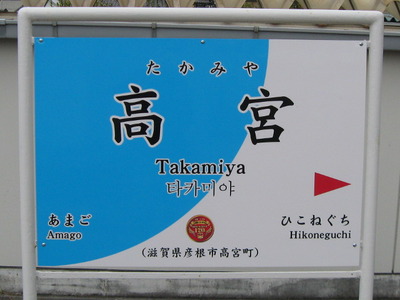 たかみや
高宮
Takamiya
타카미야
あまご
Amago
ひこねぐち
Hikoneguchi
(滋賀県彦根市高宮町)